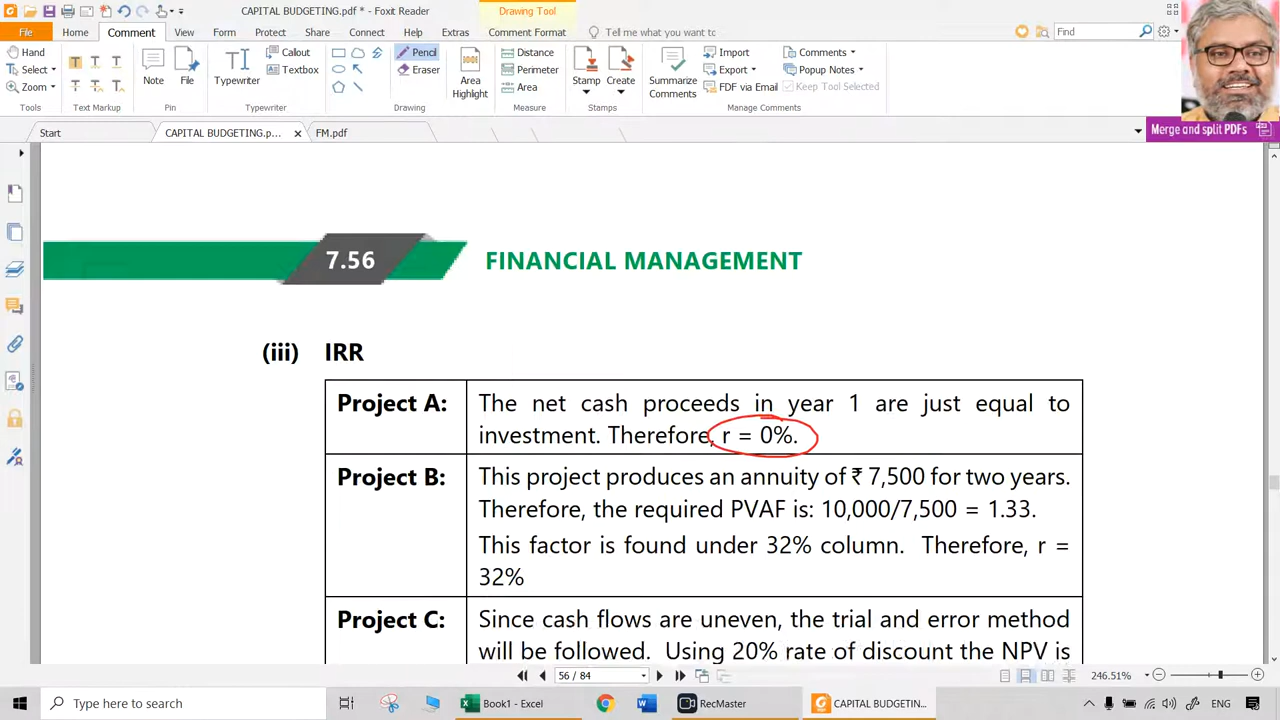 CAPITAL BUDGETING.pdf * - Foxit Reader
Drawing Tool
File Home Comment View Form Protect Share Connect Help Extras Comment Format Tell me what you want to Find
Hand
Select
Zoom
Tools
T T T
T T T
Text Markup
Note
File
Pin
Typewriter
Callout
Textbox
Typewriter
Pencil
Eraser
Drawing
Area
Highlight
Distance
Perimeter
Area
Measure
Stamp
Create
Stamps
Summarize
Comments
Import
Export
FDF via Email
Comments
Popup Notes
Keep Tool Selected
Manage Comments
Start
CAPITAL BUDGETING.p...
FM.pdf
Merge and split PDFs
7.56 FINANCIAL MANAGEMENT
(iii) IRR
Project A: The net cash proceeds in year 1 are just equal to
investment. Therefore, r = 0%.
Project B: This project produces an annuity of ₹ 7,500 for two years.
Therefore, the required PVAF is: 10,000/7,500 = 1.33.
This factor is found under 32% column. Therefore, r =
32%
Project C: Since cash flows are uneven, the trial and error method
will be followed. Using 20% rate of discount the NPV is
56 / 84
246.51%
Type here to search
Book1 - Excel
RecMaster
CAPITAL BUDGETIN...
ENG